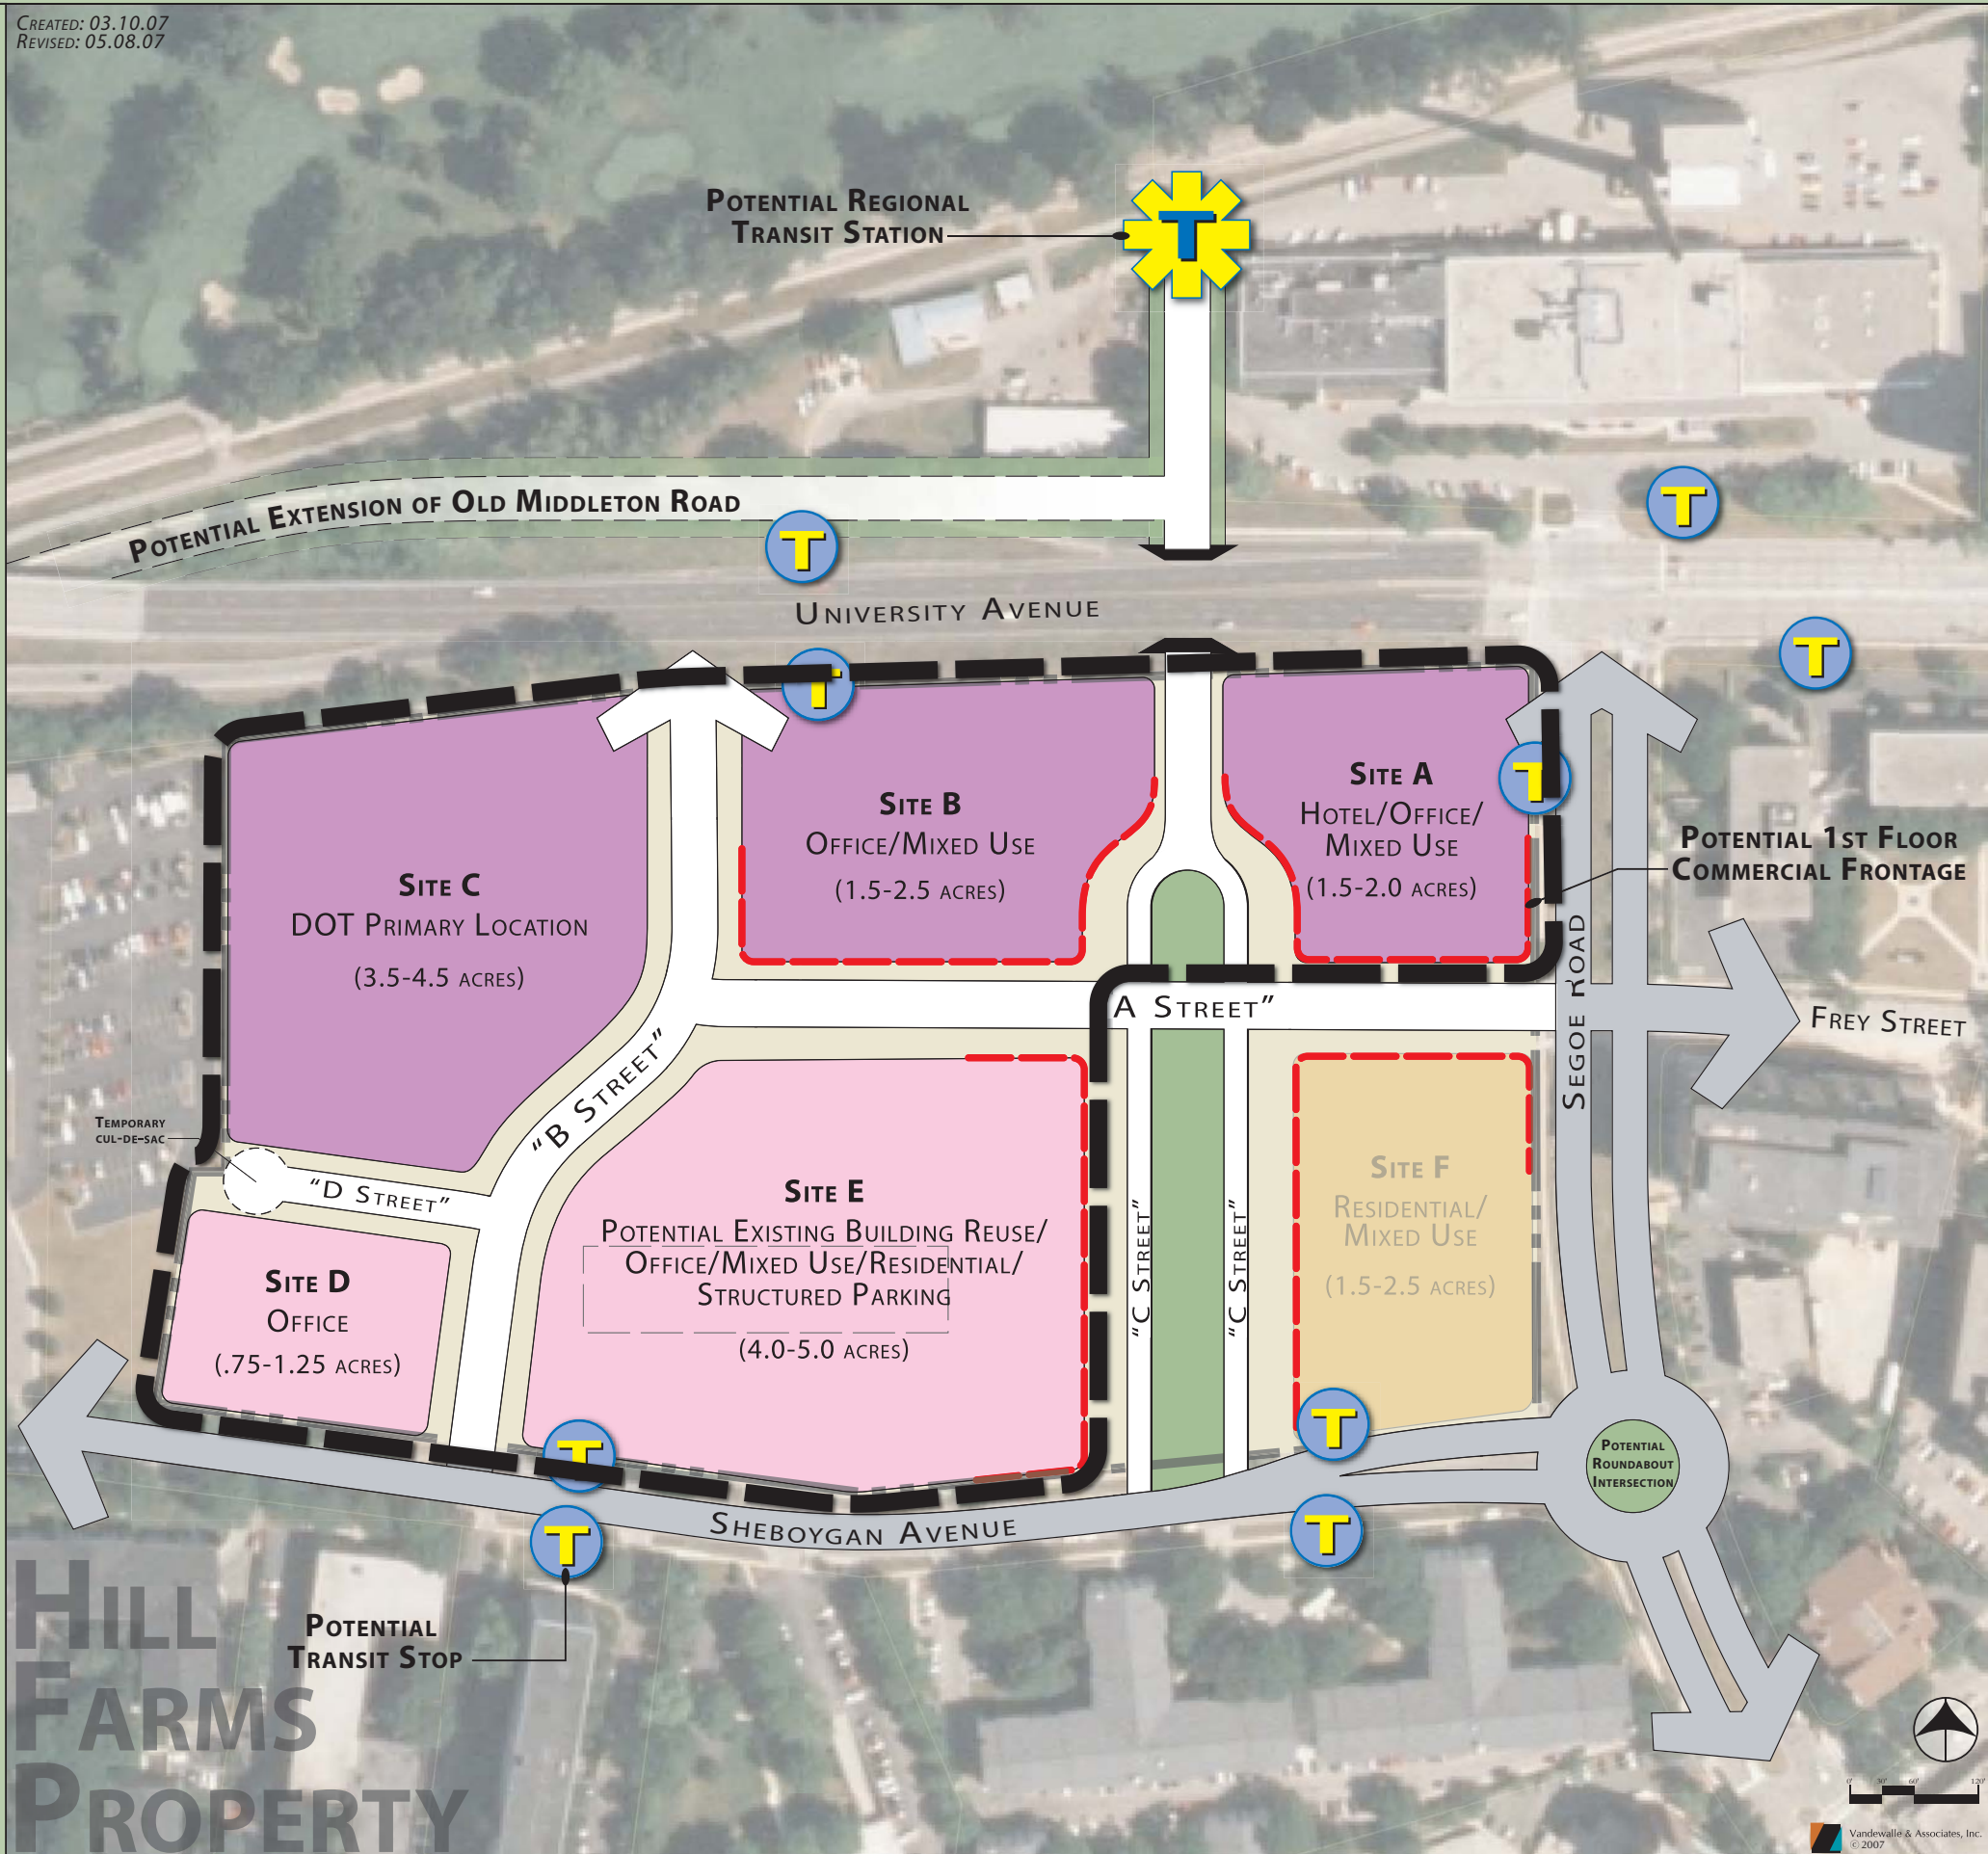 Created: 03.10.07
Revised: 05.08.07
Potential Regional
Transit Station
T
Potential Extension of Old Middleton Road
T
T
University Avenue
T
T
Site A
Hotel/Office/
Mixed Use
(1.5-2.0 acres)
T
Site B
Office/Mixed Use
(1.5-2.5 acres)
Potential 1st Floor
Commercial Frontage
Site C
DOT Primary Location
(3.5-4.5 acres)
A Street"
Segoe Road
Frey Street
"B Street"
Temporary
cul-de-sac
"D Street"
Site E
Potential Existing Building Reuse/
Office/Mixed Use/Residential/
Structured Parking
(4.0-5.0 acres)
"C Street"
"C Street"
Site F
Residential/
Mixed Use
(1.5-2.5 acres)
Site D
Office
(.75-1.25 acres)
T
T
Potential
Roundabout
Intersection
Sheboygan Avenue
T
T
Potential
Transit Stop
Hill
Farms
Property
0' 30' 60' 120'
Vandewalle & Associates, Inc.
© 2007